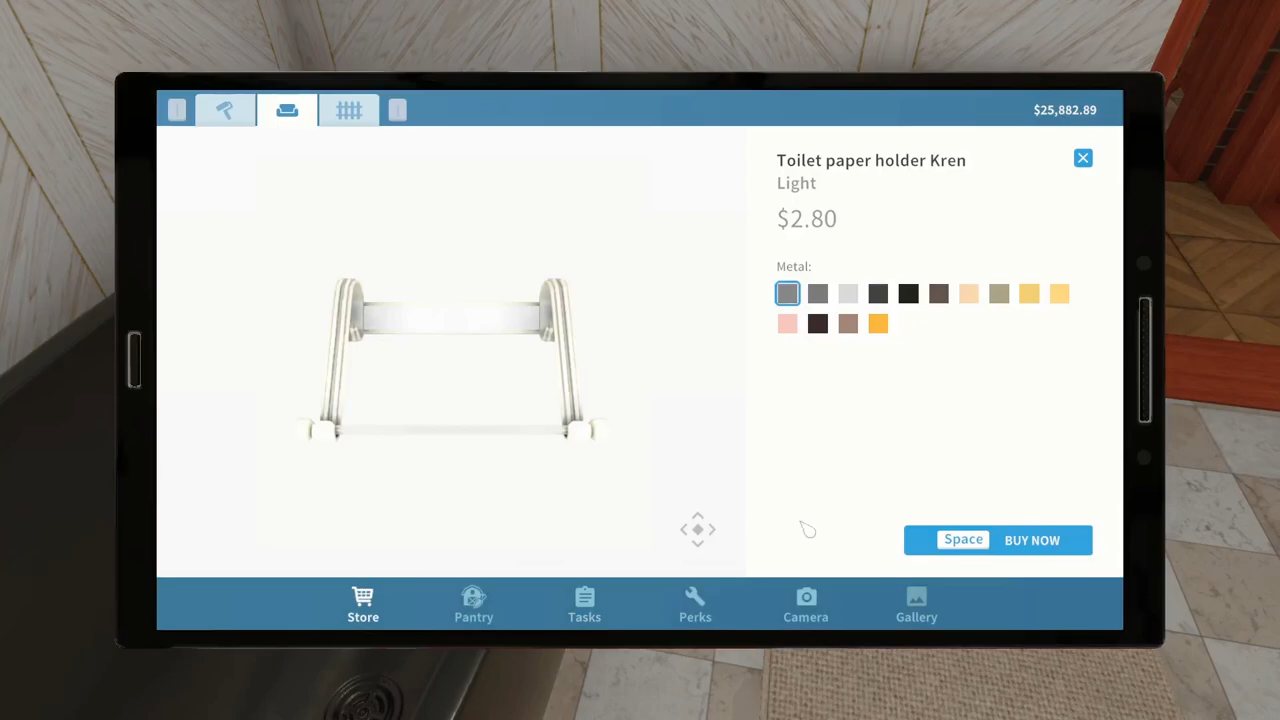 $25,882.89
Toilet paper holder Kren
Light
$2.80
Metal:
Space BUY NOW
Store
Pantry
Tasks
Perks
Camera
Gallery